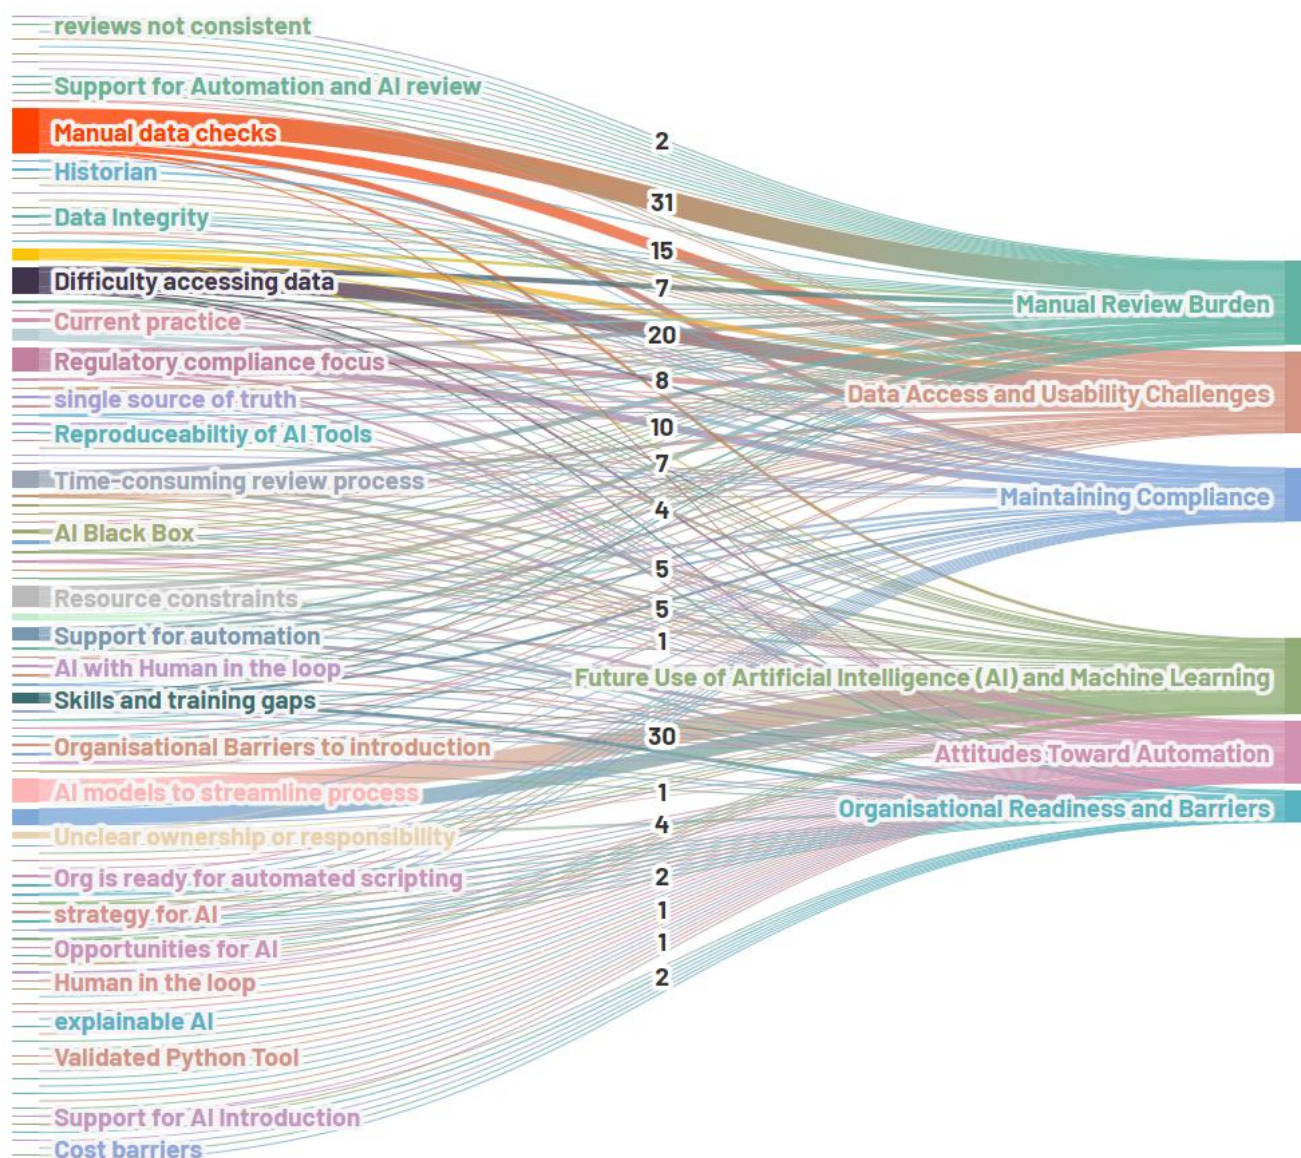 reviews not consistent
Support for Automation and AI review
Manual data checks
Historian
Data Integrity
Difficulty accessing data
Current practice
Regulatory compliance focus
single source of truth
Reproduceabiltiy of AI Tools
Time-consuming review process
AI Black Box
Resource constraints
Support for automation
AI with Human in the loop
Skills and training gaps
Organisational Barriers to introduction
AI models to streamline process
Unclear ownership or responsibility
Org is ready for automated scripting
strategy for AI
Opportunities for AI
Human in the loop
explainable AI
Validated Python Tool
Support for AI Introduction
Cost barriers
2
31
15
7
20
8
10
7
4
5
5
1
30
1
4
2
1
1
2
Manual Review Burden
Data Access and Usability Challenges
Maintaining Compliance
Future Use of Artificial Intelligence (AI) and Machine Learning
Attitudes Toward Automation
Organisational Readiness and Barriers